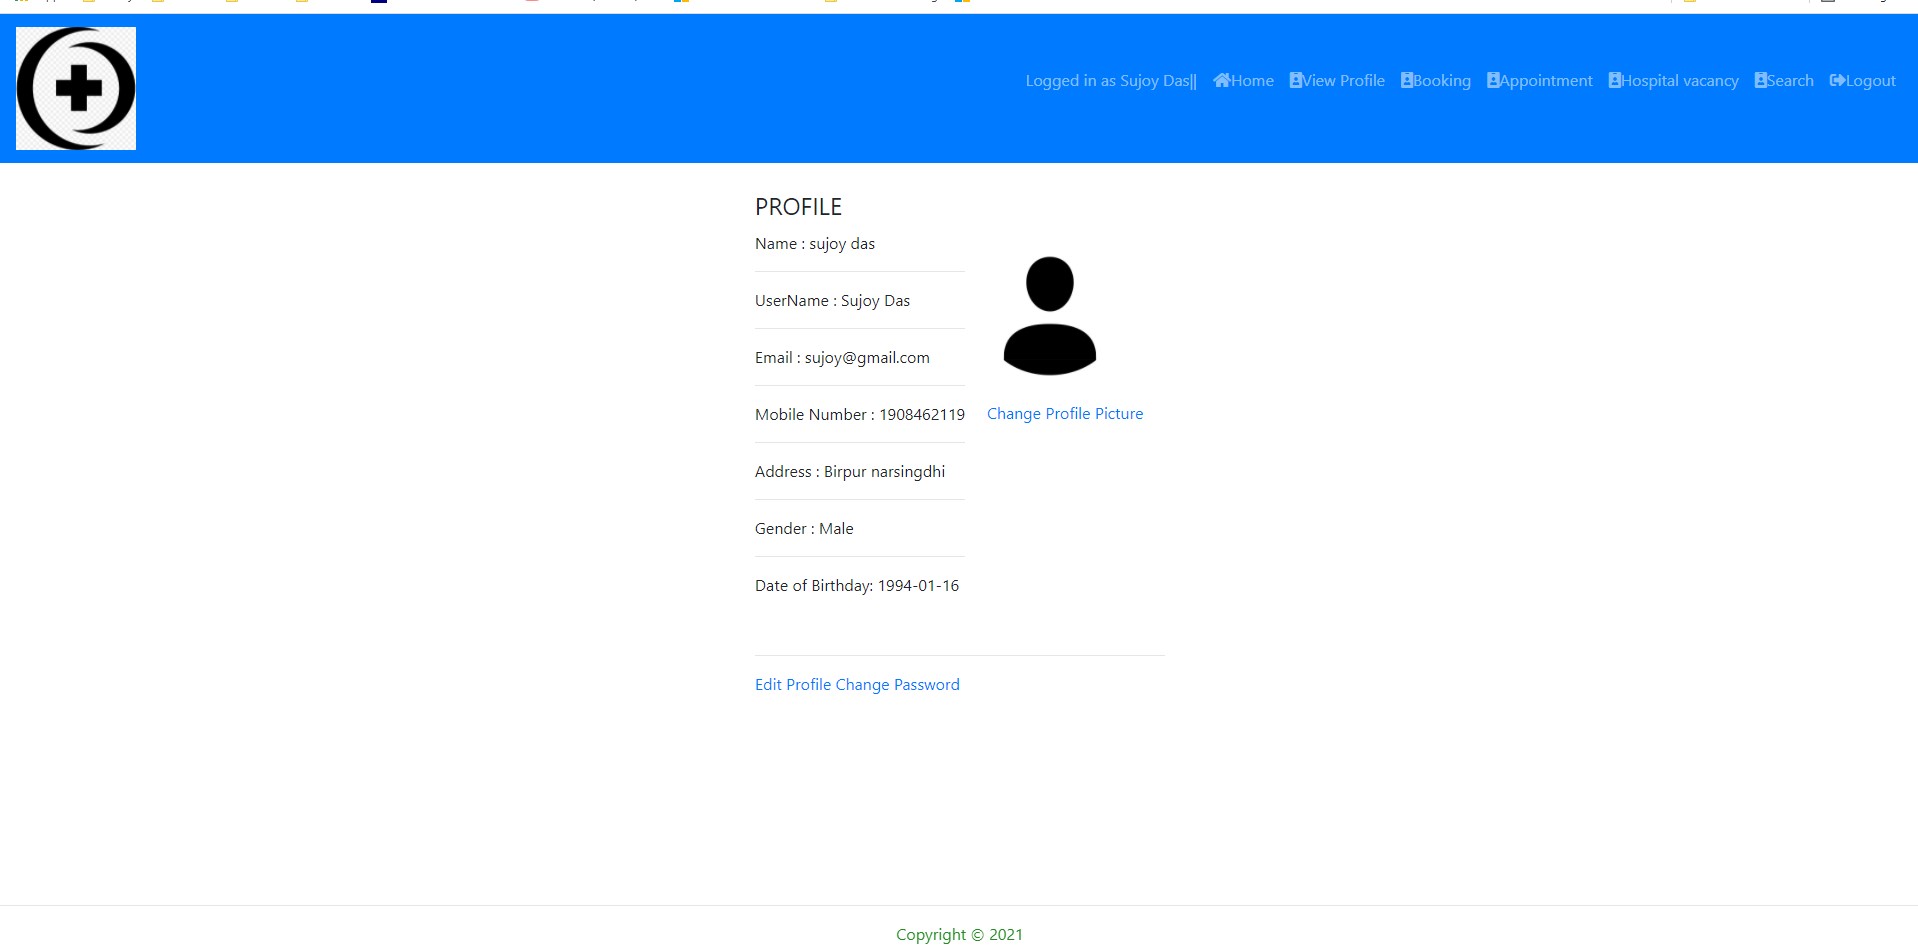 Logged in as Sujoy Das|| Home View Profile Booking Appointment Hospital vacancy Search Logout
PROFILE
Name : sujoy das
UserName : Sujoy Das
Email : sujoy@gmail.com
Mobile Number : 1908462119
Change Profile Picture
Address : Birpur narsingdhi
Gender : Male
Date of Birthday: 1994-01-16
Edit Profile Change Password
Copyright © 2021